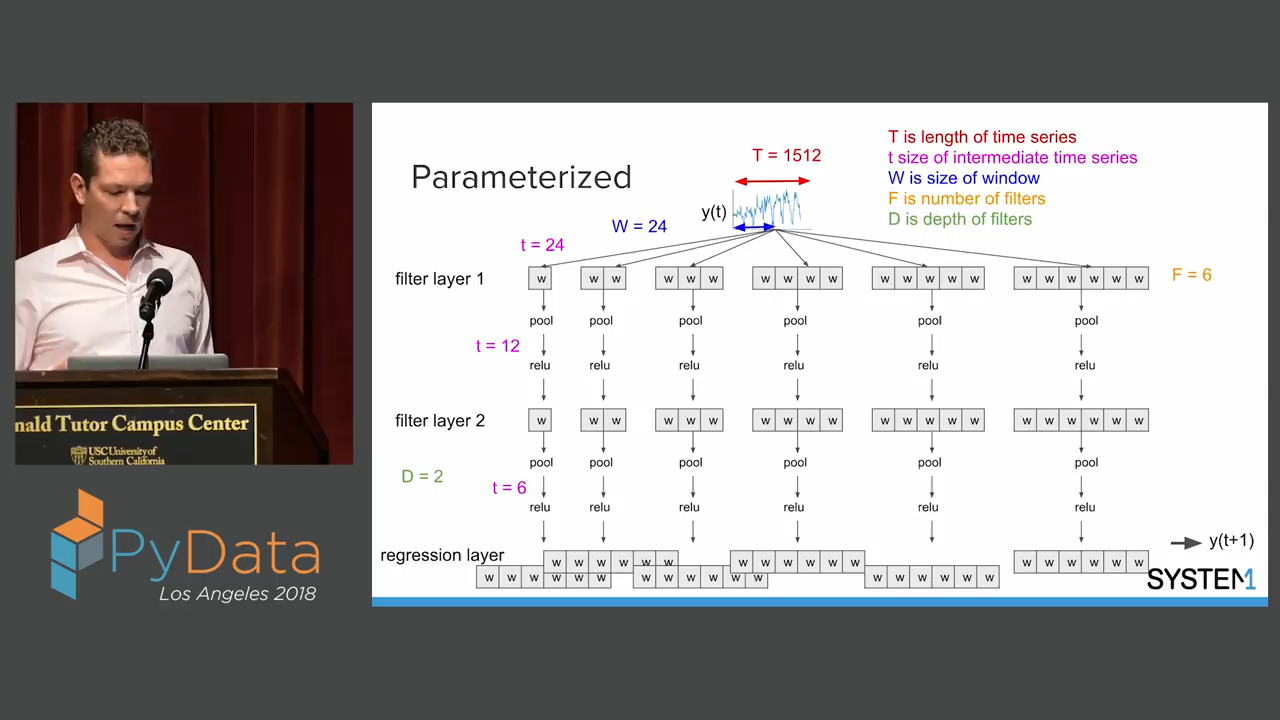 Parameterized
T = 1512
T is length of time series
t size of intermediate time series
W is size of window
F is number of filters
D is depth of filters
y(t)
W = 24
t = 24
filter layer 1
w
w w
w w w
w w w w
w w w w w
w w w w w w
F = 6
pool pool pool pool pool pool
t = 12
relu relu relu relu relu relu
filter layer 2
w
w w
w w w
w w w w
w w w w w
w w w w w w
pool pool pool pool pool pool
D = 2
t = 6
relu relu relu relu relu relu
regression layer
w w w w w w
w w w w w w
w w w w w w
w w w w w w
w w w w w w
w w w w w w
y(t+1)
SYSTEM1
nald Tutor Campus Center
USC University of
Southern California
PyData
Los Angeles 2018